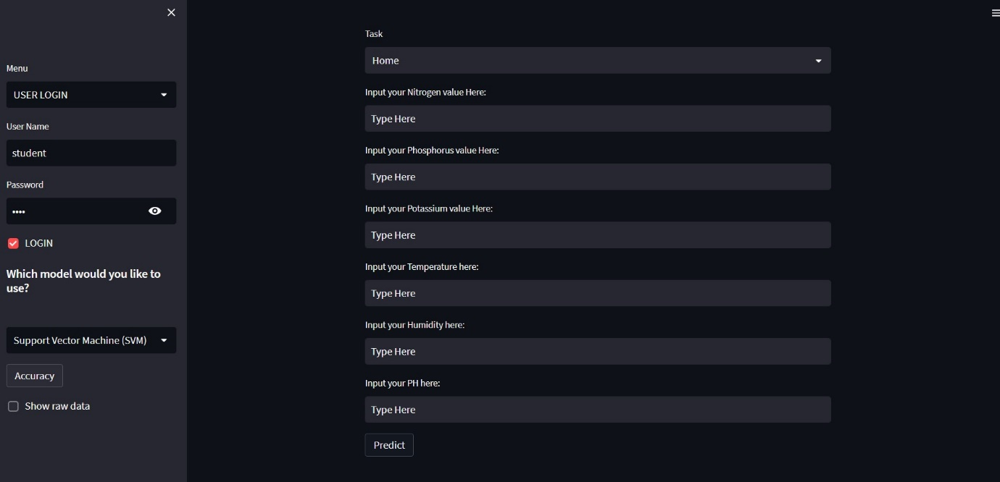 Menu
USER LOGIN
User Name
student
Password
••••
LOGIN
Which model would you like to
use?
Support Vector Machine (SVM)
Accuracy
Show raw data
Task
Home
Input your Nitrogen value Here:
Type Here
Input your Phosphorus value Here:
Type Here
Input your Potassium value Here:
Type Here
Input your Temperature here:
Type Here
Input your Humidity here:
Type Here
Input your PH here:
Type Here
Predict